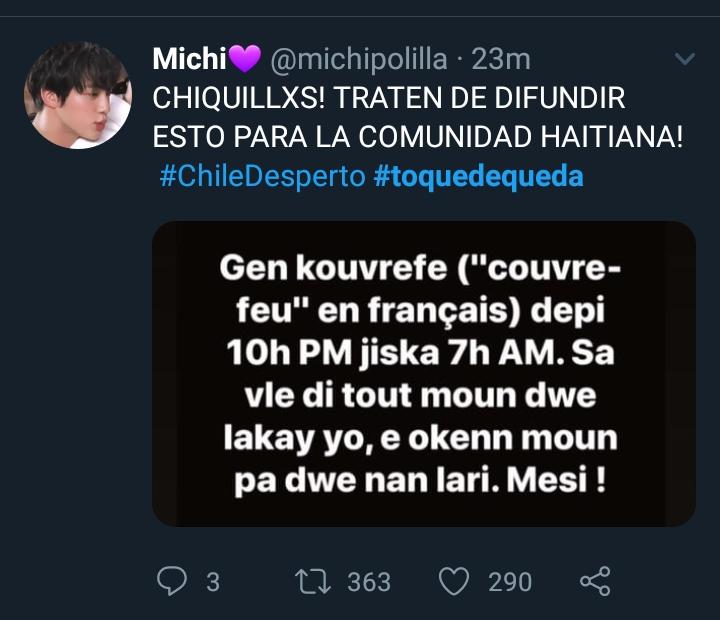 Michi💜 @michipolilla · 23m
CHIQUILLXS! TRATEN DE DIFUNDIR
ESTO PARA LA COMUNIDAD HAITIANA!
#ChileDesperto #toquedequeda
Gen kouvrefe ("couvre-
feu" en français) depi
10h PM jiska 7h AM. Sa
vle di tout moun dwe
lakay yo, e okenn moun
pa dwe nan lari. Mesi !
3 363 290